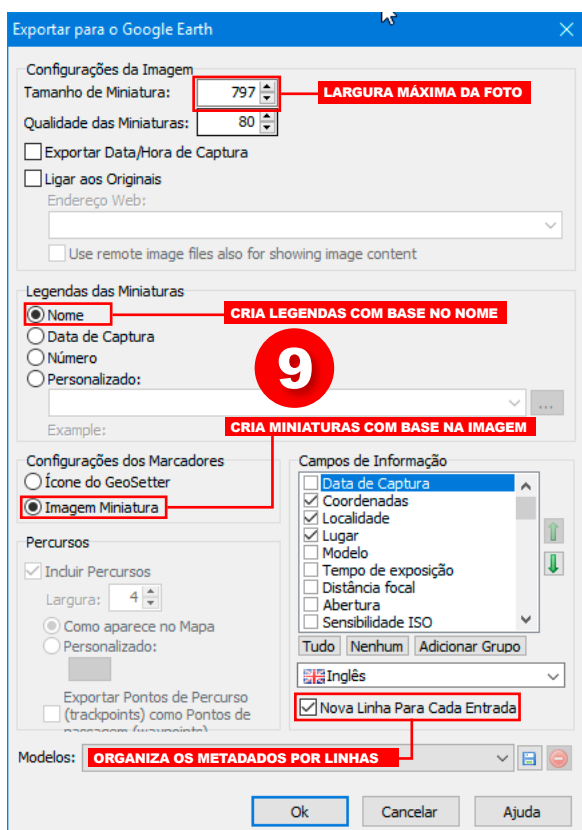 Exportar para o Google Earth
Configurações da Imagem
Tamanho de Miniatura: 797 LARGURA MÁXIMA DA FOTO
Qualidade das Miniaturas: 80
Exportar Data/Hora de Captura
Ligar aos Originais
Endereço Web:
Use remote image files also for showing image content
Legendas das Miniaturas
Nome CRIA LEGENDAS COM BASE NO NOME
Data de Captura
Número
9
Personalizado:
...
Example: CRIA MINIATURAS COM BASE NA IMAGEM
Configurações dos Marcadores
Ícone do GeoSetter
Imagem Miniatura
Percursos
Incluir Percursos
Largura: 4
Como aparece no Mapa
Personalizado:
Exportar Pontos de Percurso
(trackpoints) como Pontos de
passagem (waypoints)
Campos de Informação
Data de Captura
Coordenadas
Localidade
Lugar
Modelo
Tempo de exposição
Distância focal
Abertura
Sensibilidade ISO
Tudo Nenhum Adicionar Grupo
Inglês
Nova Linha Para Cada Entrada
Modelos: ORGANIZA OS METADADOS POR LINHAS
Ok Cancelar Ajuda